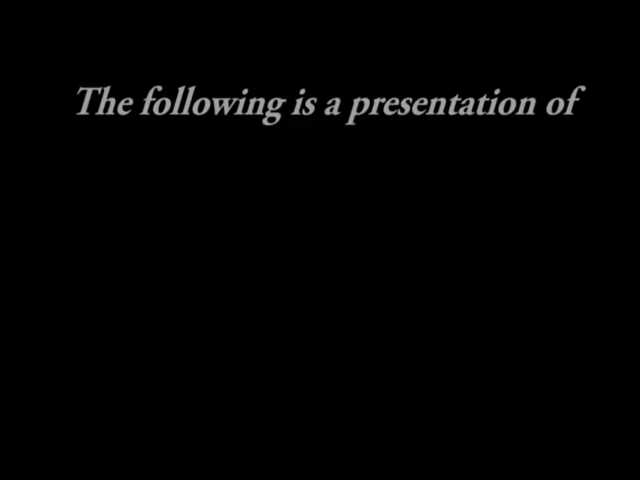 The following is a presentation of